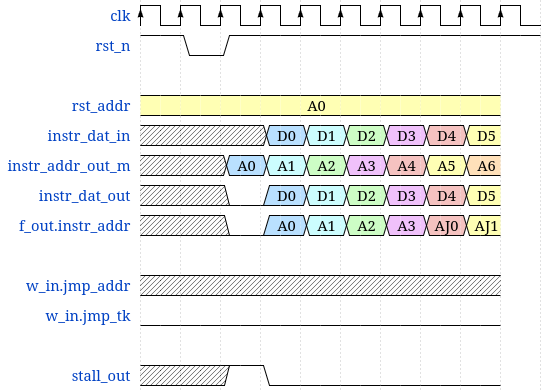 clk
rst_n
rst_addr A0
instr_dat_in D0 D1 D2 D3 D4 D5
instr_addr_out_m A0 A1 A2 A3 A4 A5 A6
instr_dat_out D0 D1 D2 D3 D4 D5
f_out.instr_addr A0 A1 A2 A3 AJ0 AJ1
w_in.jmp_addr
w_in.jmp_tk
stall_out